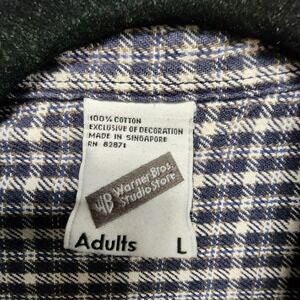 100% COTTON
EXCLUSIVE OF DECORATION
MADE IN SINGAPORE
RN 82871
WB Warner Bros.
Studio Store
Adults L